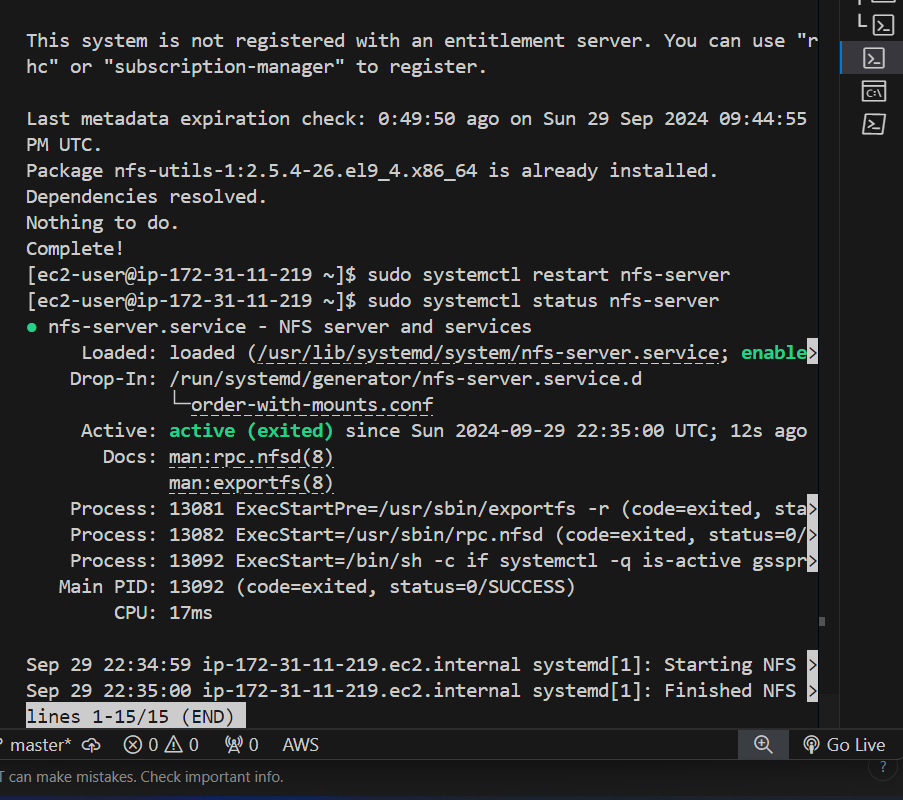 This system is not registered with an entitlement server. You can use "r
hc" or "subscription-manager" to register.
Last metadata expiration check: 0:49:50 ago on Sun 29 Sep 2024 09:44:55
PM UTC.
Package nfs-utils-1:2.5.4-26.el9_4.x86_64 is already installed.
Dependencies resolved.
Nothing to do.
Complete!
[ec2-user@ip-172-31-11-219 ~]$ sudo systemctl restart nfs-server
[ec2-user@ip-172-31-11-219 ~]$ sudo systemctl status nfs-server
● nfs-server.service - NFS server and services
Loaded: loaded (/usr/lib/systemd/system/nfs-server.service; enable>
Drop-In: /run/systemd/generator/nfs-server.service.d
└─order-with-mounts.conf
Active: active (exited) since Sun 2024-09-29 22:35:00 UTC; 12s ago
Docs: man:rpc.nfsd(8)
man:exportfs(8)
Process: 13081 ExecStartPre=/usr/sbin/exportfs -r (code=exited, sta>
Process: 13082 ExecStart=/usr/sbin/rpc.nfsd (code=exited, status=0/>
Process: 13092 ExecStart=/bin/sh -c if systemctl -q is-active gsspr>
Main PID: 13092 (code=exited, status=0/SUCCESS)
CPU: 17ms
Sep 29 22:34:59 ip-172-31-11-219.ec2.internal systemd[1]: Starting NFS >
Sep 29 22:35:00 ip-172-31-11-219.ec2.internal systemd[1]: Finished NFS >
lines 1-15/15 (END)
master* 0 0 0 AWS Go Live
T can make mistakes. Check important info. ?